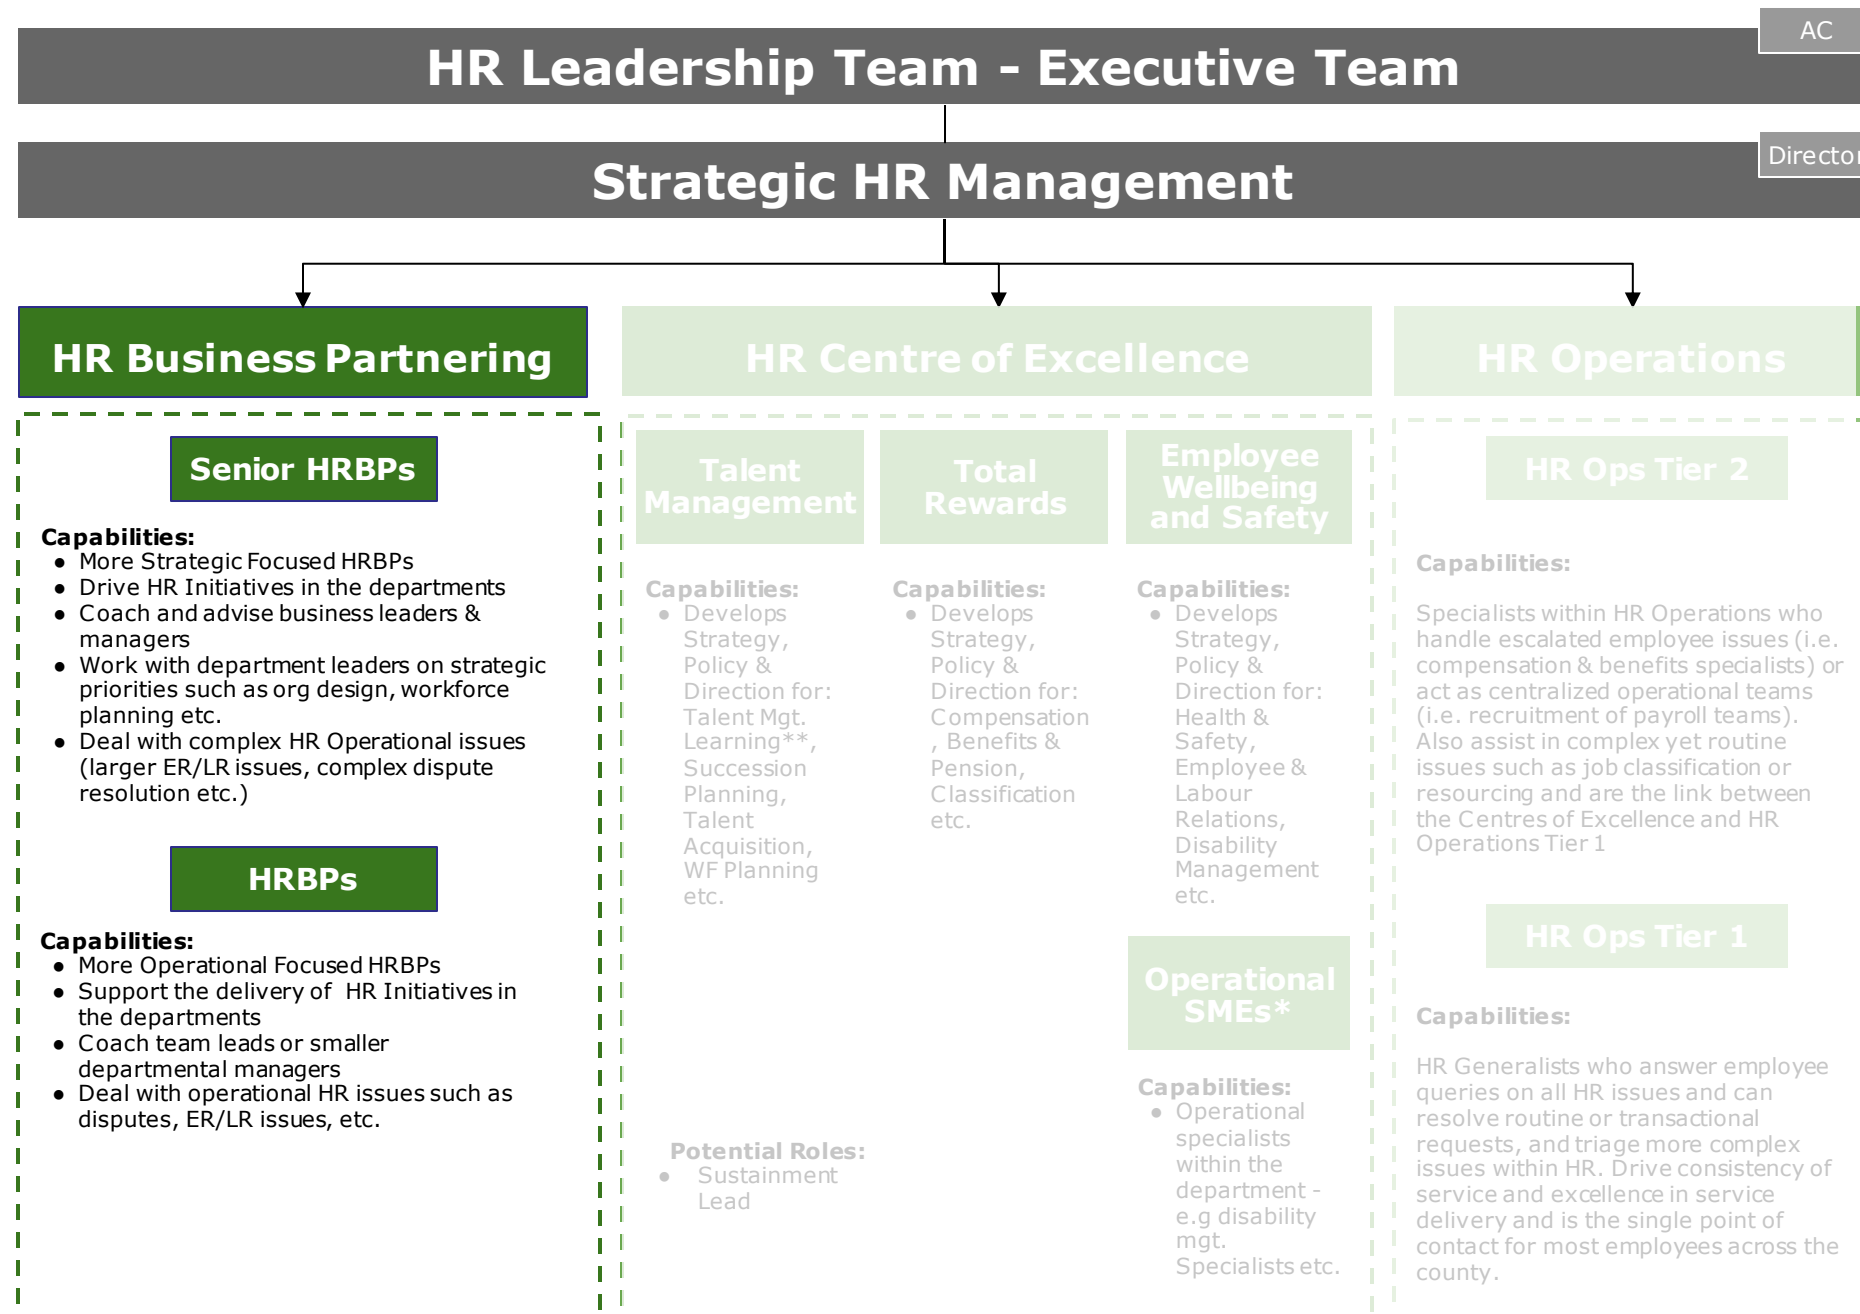 AC
HR Leadership Team - Executive Team
Director
Strategic HR Management
HR Business Partnering
Senior HRBPs
Capabilities:
● More Strategic Focused HRBPs
● Drive HR Initiatives in the departments
● Coach and advise business leaders &
managers
● Work with department leaders on strategic
priorities such as org design, workforce
planning etc.
● Deal with complex HR Operational issues
(larger ER/LR issues, complex dispute
resolution etc.)
HRBPs
Capabilities:
● More Operational Focused HRBPs
● Support the delivery of HR Initiatives in
the departments
● Coach team leads or smaller
departmental managers
● Deal with operational HR issues such as
disputes, ER/LR issues, etc.
HR Centre of Excellence
Talent
Management
Capabilities:
● Develops
Strategy,
Policy &
Direction for:
Talent Mgt.
Learning**,
Succession
Planning,
Talent
Acquisition,
WF Planning
etc.
Potential Roles:
● Sustainment
Lead
Total
Rewards
Capabilities:
● Develops
Strategy,
Policy &
Direction for:
Compensation
, Benefits &
Pension,
Classification
etc.
Employee
Wellbeing
and Safety
Capabilities:
● Develops
Strategy,
Policy &
Direction for:
Health &
Safety,
Employee &
Labour
Relations,
Disability
Management
etc.
Operational
SMEs*
Capabilities:
● Operational
specialists
within the
department -
e.g disability
mgt.
Specialists etc.
HR Operations
HR Ops Tier 2
Capabilities:
Specialists within HR Operations who
handle escalated employee issues (i.e.
compensation & benefits specialists) or
act as centralized operational teams
(i.e. recruitment of payroll teams).
Also assist in complex yet routine
issues such as job classification or
resourcing and are the link between
the Centres of Excellence and HR
Operations Tier 1
HR Ops Tier 1
Capabilities:
HR Generalists who answer employee
queries on all HR issues and can
resolve routine or transactional
requests, and triage more complex
issues within HR. Drive consistency of
service and excellence in service
delivery and is the single point of
contact for most employees across the
county.